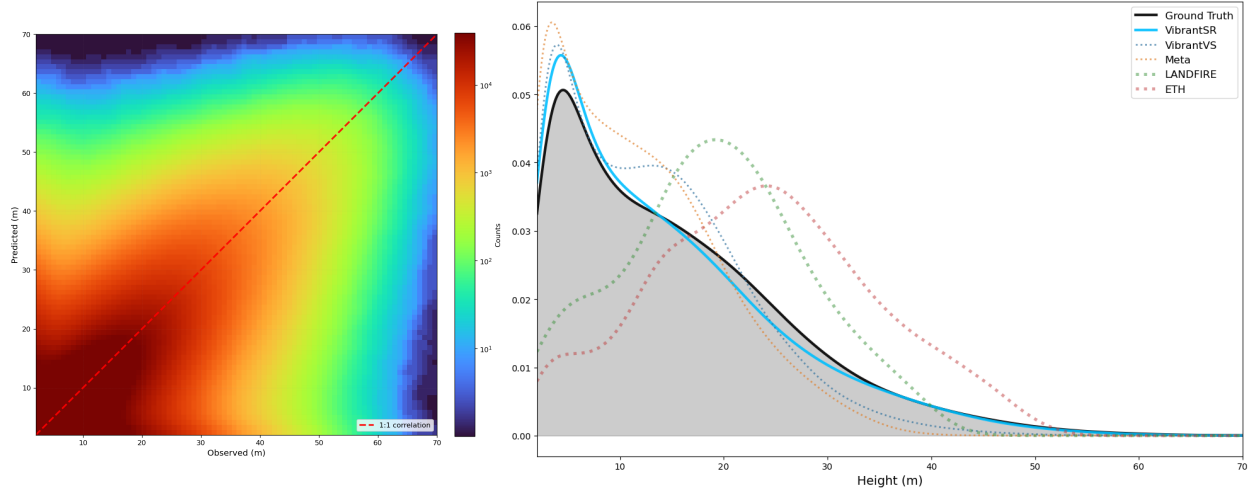 70
60
50
40
30
20
10
Predicted (m)
10
20
30
40
50
60
70
Observed (m)
1:1 correlation
10^4
10^3
10^2
10^1
Counts
0.06
0.05
0.04
0.03
0.02
0.01
0.00
10
20
30
40
50
60
70
Height (m)
Ground Truth
VibrantSR
VibrantVS
Meta
LANDFIRE
ETH